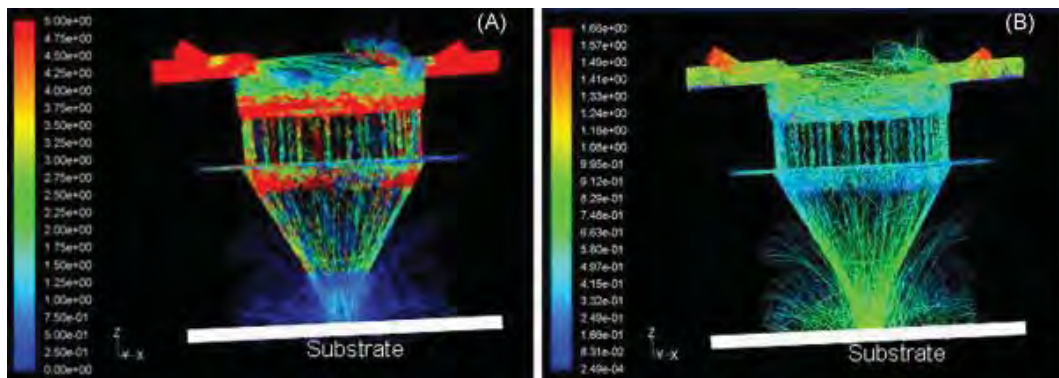 (A)
5.00e+00
4.75e+00
4.50e+00
4.25e+00
4.00e+00
3.75e+00
3.50e+00
3.25e+00
3.00e+00
2.75e+00
2.50e+00
2.25e+00
2.00e+00
1.75e+00
1.50e+00
1.25e+00
1.00e+00
7.50e-01
5.00e-01
2.50e-01
0.00e+00
Z
Y-X
Substrate
(B)
1.66e+00
1.57e+00
1.49e+00
1.41e+00
1.33e+00
1.24e+00
1.16e+00
1.08e+00
9.95e-01
9.12e-01
8.29e-01
7.46e-01
6.63e-01
5.80e-01
4.97e-01
4.15e-01
3.32e-01
2.49e-01
1.66e-01
8.31e-02
2.49e-04
Z
Y-X
Substrate